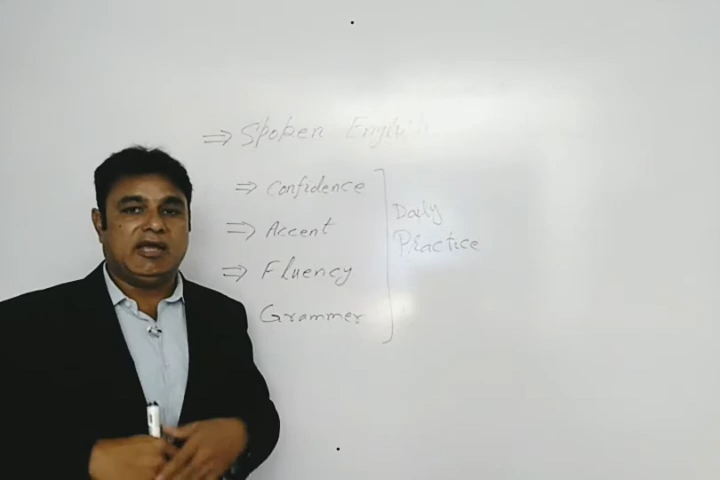 ⇒ Spoken English
⇒ Confidence
⇒ Accent
⇒ Fluency
Grammer
Daily
Practice